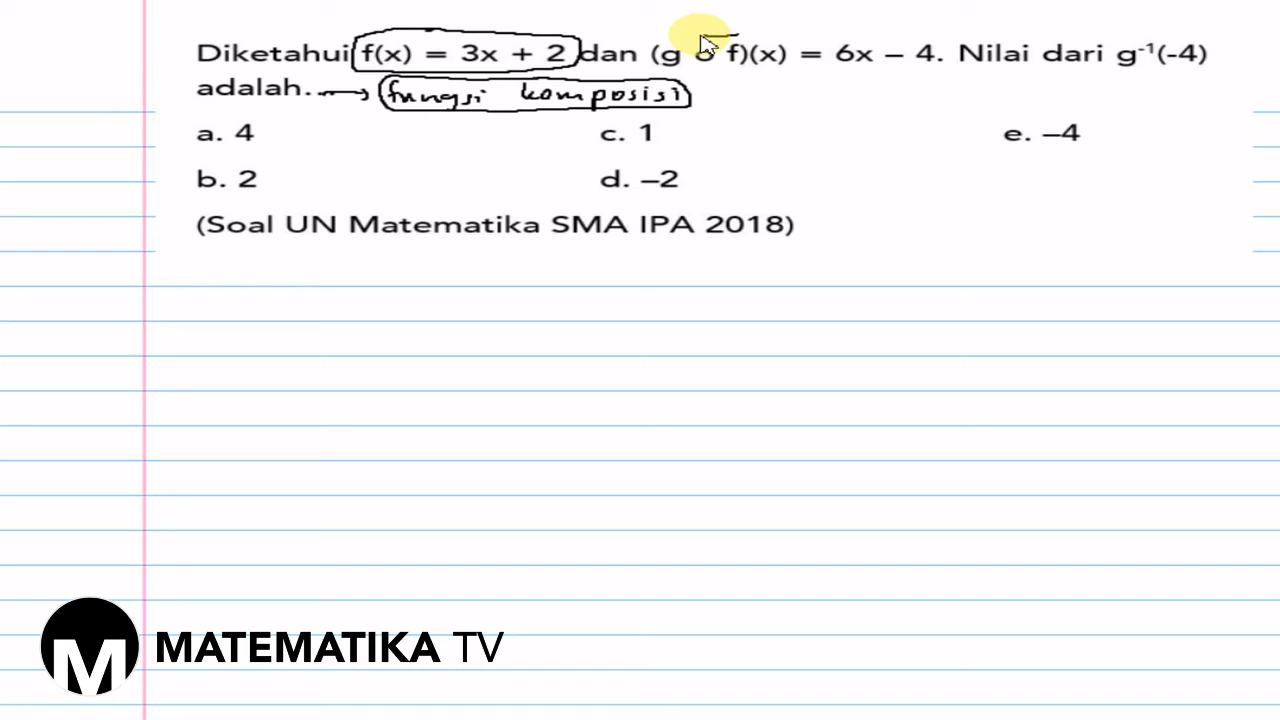 Diketahui f(x) = 3x + 2 dan (g o f)(x) = 6x – 4. Nilai dari g⁻¹(-4)
adalah... fungsi komposisi
a. 4 c. 1 e. –4
b. 2 d. –2
(Soal UN Matematika SMA IPA 2018)
M MATEMATIKA TV